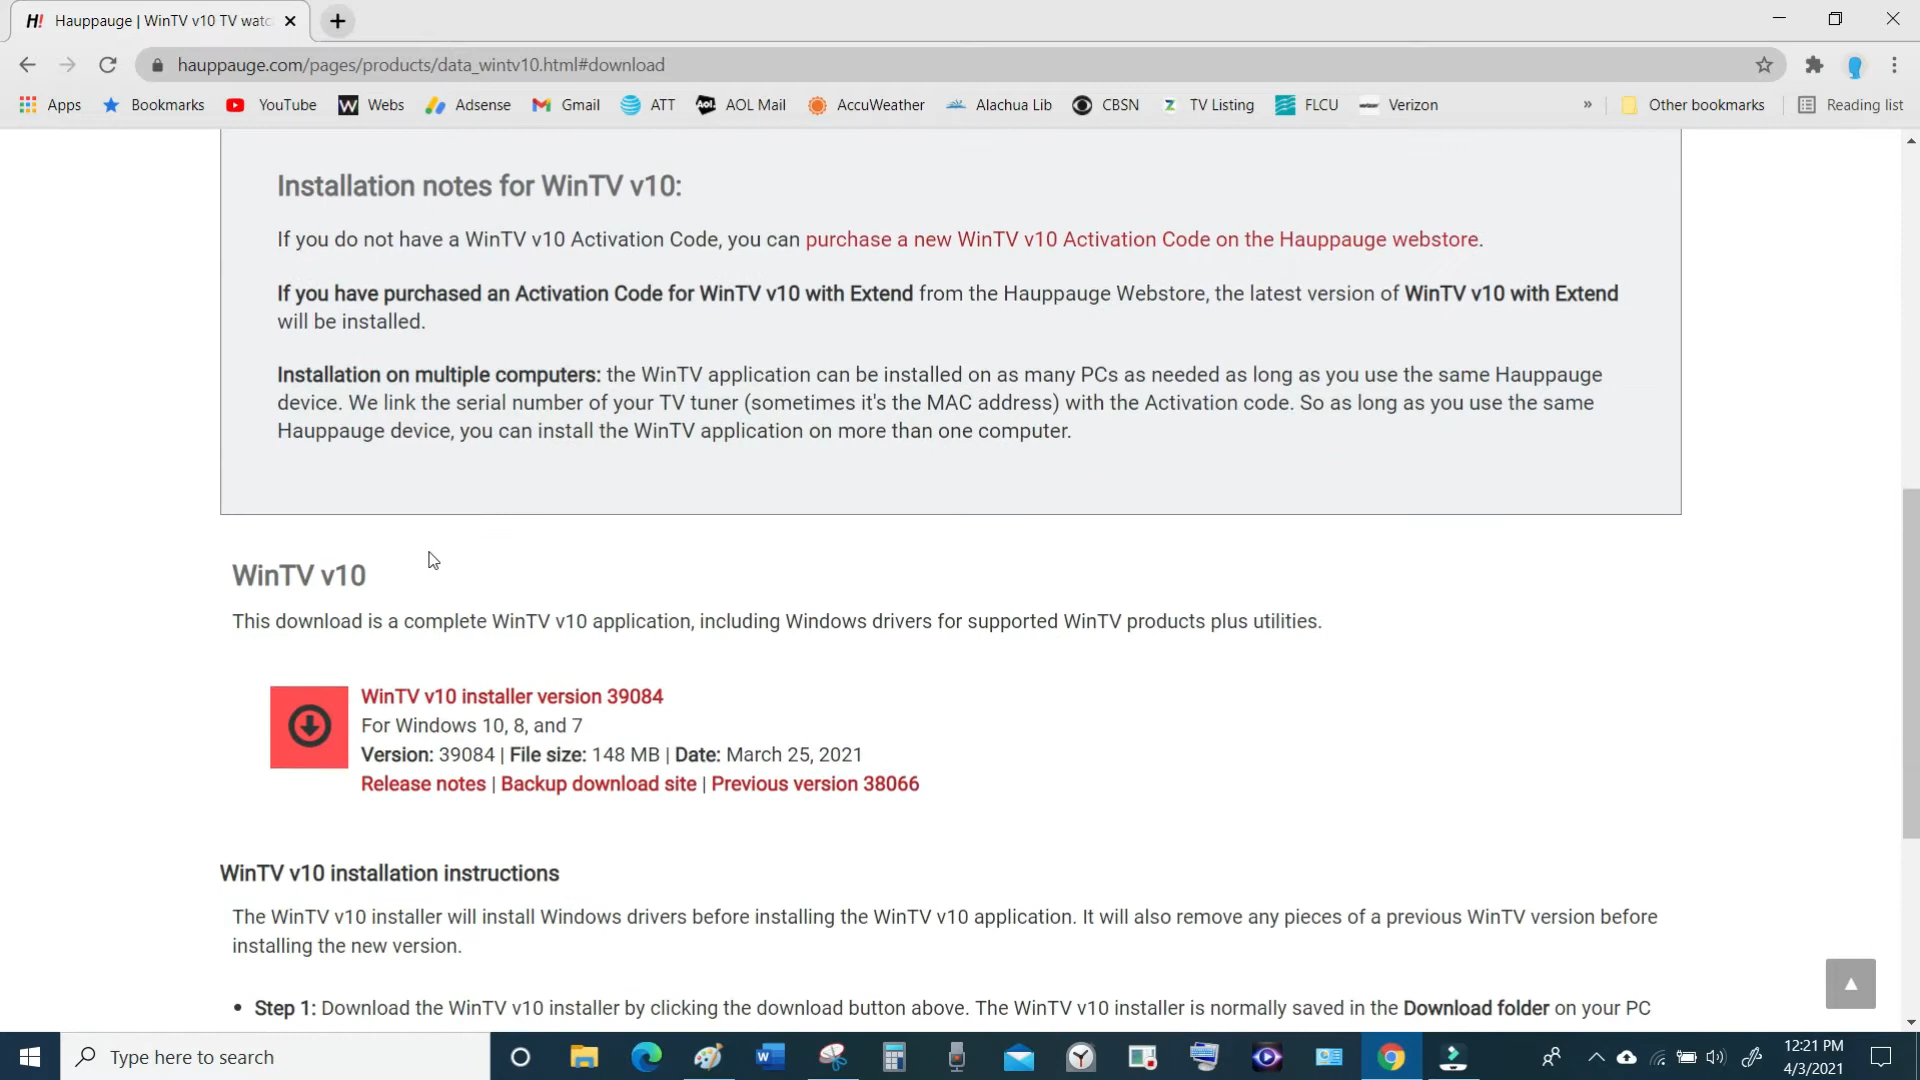 H! Hauppauge | WinTV v10 TV watc
hauppauge.com/pages/products/data_wintv10.html#download
Apps Bookmarks YouTube W Webs Adsense Gmail ATT Aol. AOL Mail AccuWeather Alachua Lib CBSN Z TV Listing FLCU Verizon » Other bookmarks Reading list
Installation notes for WinTV v10:
If you do not have a WinTV v10 Activation Code, you can purchase a new WinTV v10 Activation Code on the Hauppauge webstore.
If you have purchased an Activation Code for WinTV v10 with Extend from the Hauppauge Webstore, the latest version of WinTV v10 with Extend
will be installed.
Installation on multiple computers: the WinTV application can be installed on as many PCs as needed as long as you use the same Hauppauge
device. We link the serial number of your TV tuner (sometimes it's the MAC address) with the Activation code. So as long as you use the same
Hauppauge device, you can install the WinTV application on more than one computer.
WinTV v10
This download is a complete WinTV v10 application, including Windows drivers for supported WinTV products plus utilities.
WinTV v10 installer version 39084
For Windows 10, 8, and 7
Version: 39084 | File size: 148 MB | Date: March 25, 2021
Release notes | Backup download site | Previous version 38066
WinTV v10 installation instructions
The WinTV v10 installer will install Windows drivers before installing the WinTV v10 application. It will also remove any pieces of a previous WinTV version before
installing the new version.
• Step 1: Download the WinTV v10 installer by clicking the download button above. The WinTV v10 installer is normally saved in the Download folder on your PC
Type here to search
12:21 PM
4/3/2021